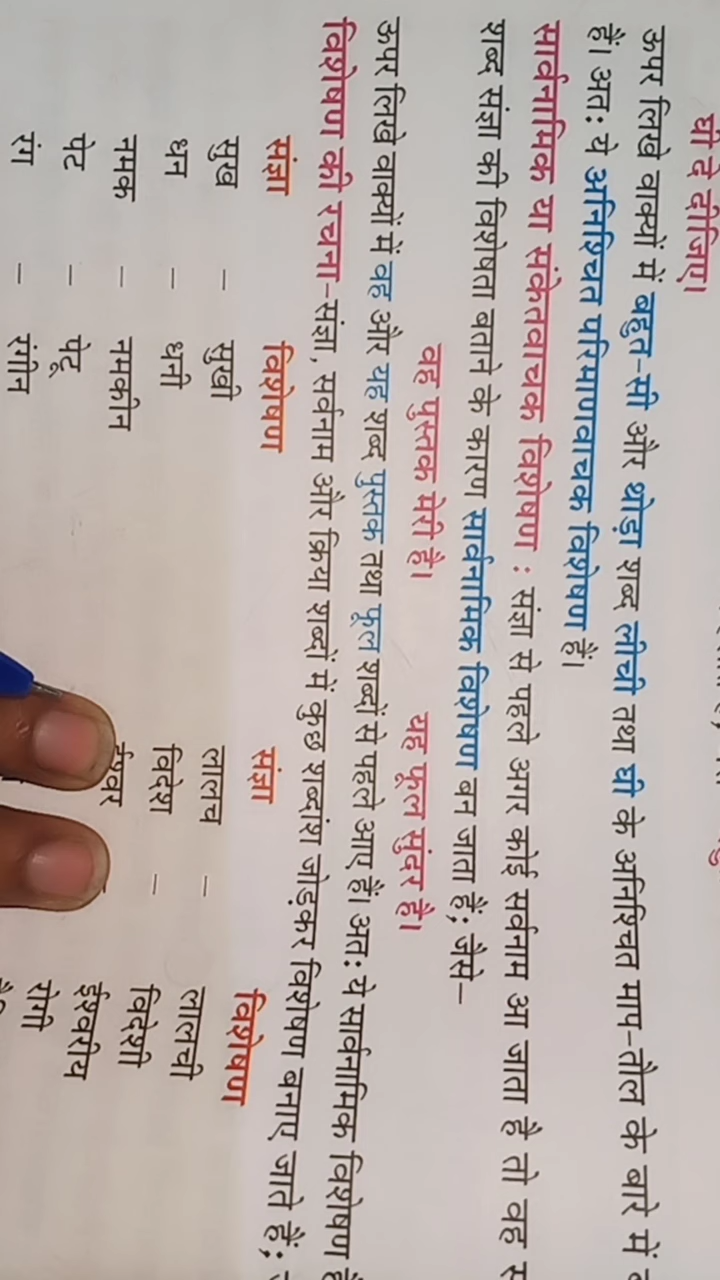 घी दे दीजिए।
ऊपर लिखे वाक्यों में बहुत-सी और थोड़ा शब्द लीची तथा घी के अनिश्चित माप-तौल के बारे में
हैं। अतः ये अनिश्चित परिमाणवाचक विशेषण हैं।
सार्वनामिक या संकेतवाचक विशेषण : संज्ञा से पहले अगर कोई सर्वनाम आ जाता है तो वह
शब्द संज्ञा की विशेषता बताने के कारण सार्वनामिक विशेषण बन जाता है; जैसे–
वह पुस्तक मेरी है। यह फूल सुंदर है।
ऊपर लिखे वाक्यों में वह और यह शब्द पुस्तक तथा फूल शब्दों से पहले आए हैं। अतः ये सार्वनामिक विशेषण
विशेषण की रचना–संज्ञा, सर्वनाम और क्रिया शब्दों में कुछ शब्दांश जोड़कर विशेषण बनाए जाते हैं;
संज्ञा विशेषण संज्ञा विशेषण
सुख – सुखी लालच – लालची
धन – धनी विदेश – विदेशी
नमक – नमकीन ईश्वरीय
पेट – पेटू रोगी
रंग – रंगीन